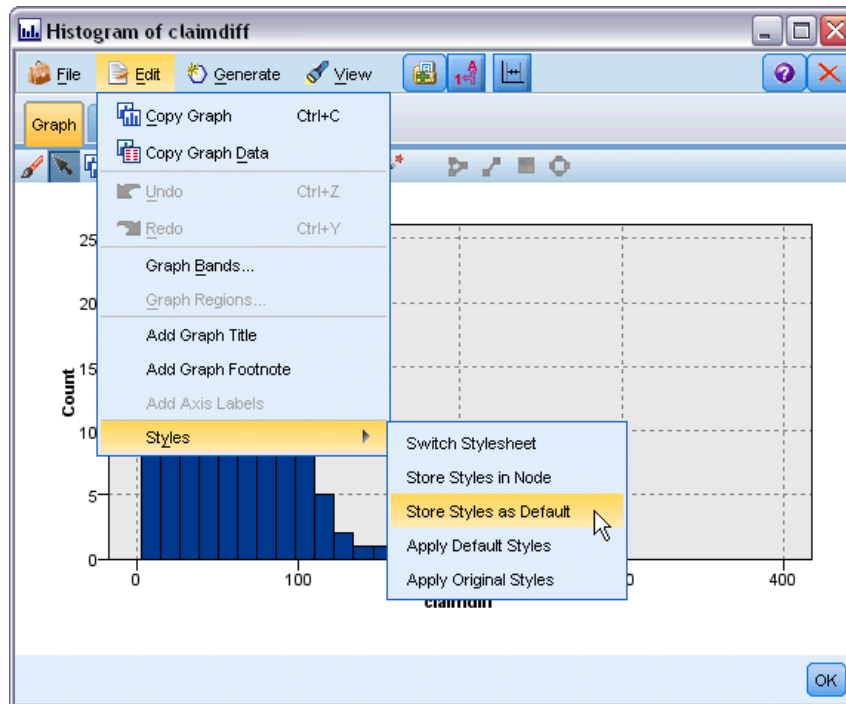 Histogram of claimdiff
File Edit Generate View
Graph
Copy Graph Ctrl+C
Copy Graph Data
Undo Ctrl+Z
Redo Ctrl+Y
Graph Bands...
Graph Regions...
Add Graph Title
Add Graph Footnote
Add Axis Labels
Styles
Switch Stylesheet
Store Styles in Node
Store Styles as Default
Apply Default Styles
Apply Original Styles
Count
25
20
15
10
5
0
0 100 400
claimdiff
OK